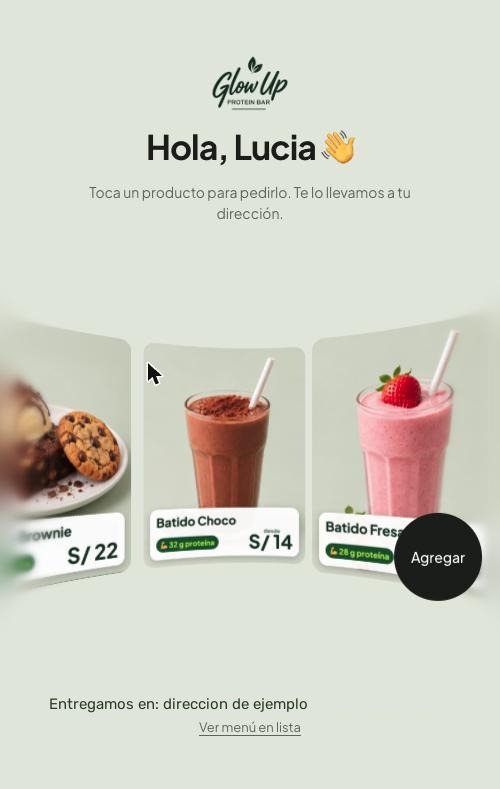 Glow Up
PROTEIN BAR
Hola, Lucia 👋
Toca un producto para pedirlo. Te lo llevamos a tu
dirección.
Brownie
S/ 22
Batido Choco
32 g proteína
desde
S/ 14
Batido Fresa
28 g proteína
Agregar
Entregamos en: direccion de ejemplo
Ver menú en lista